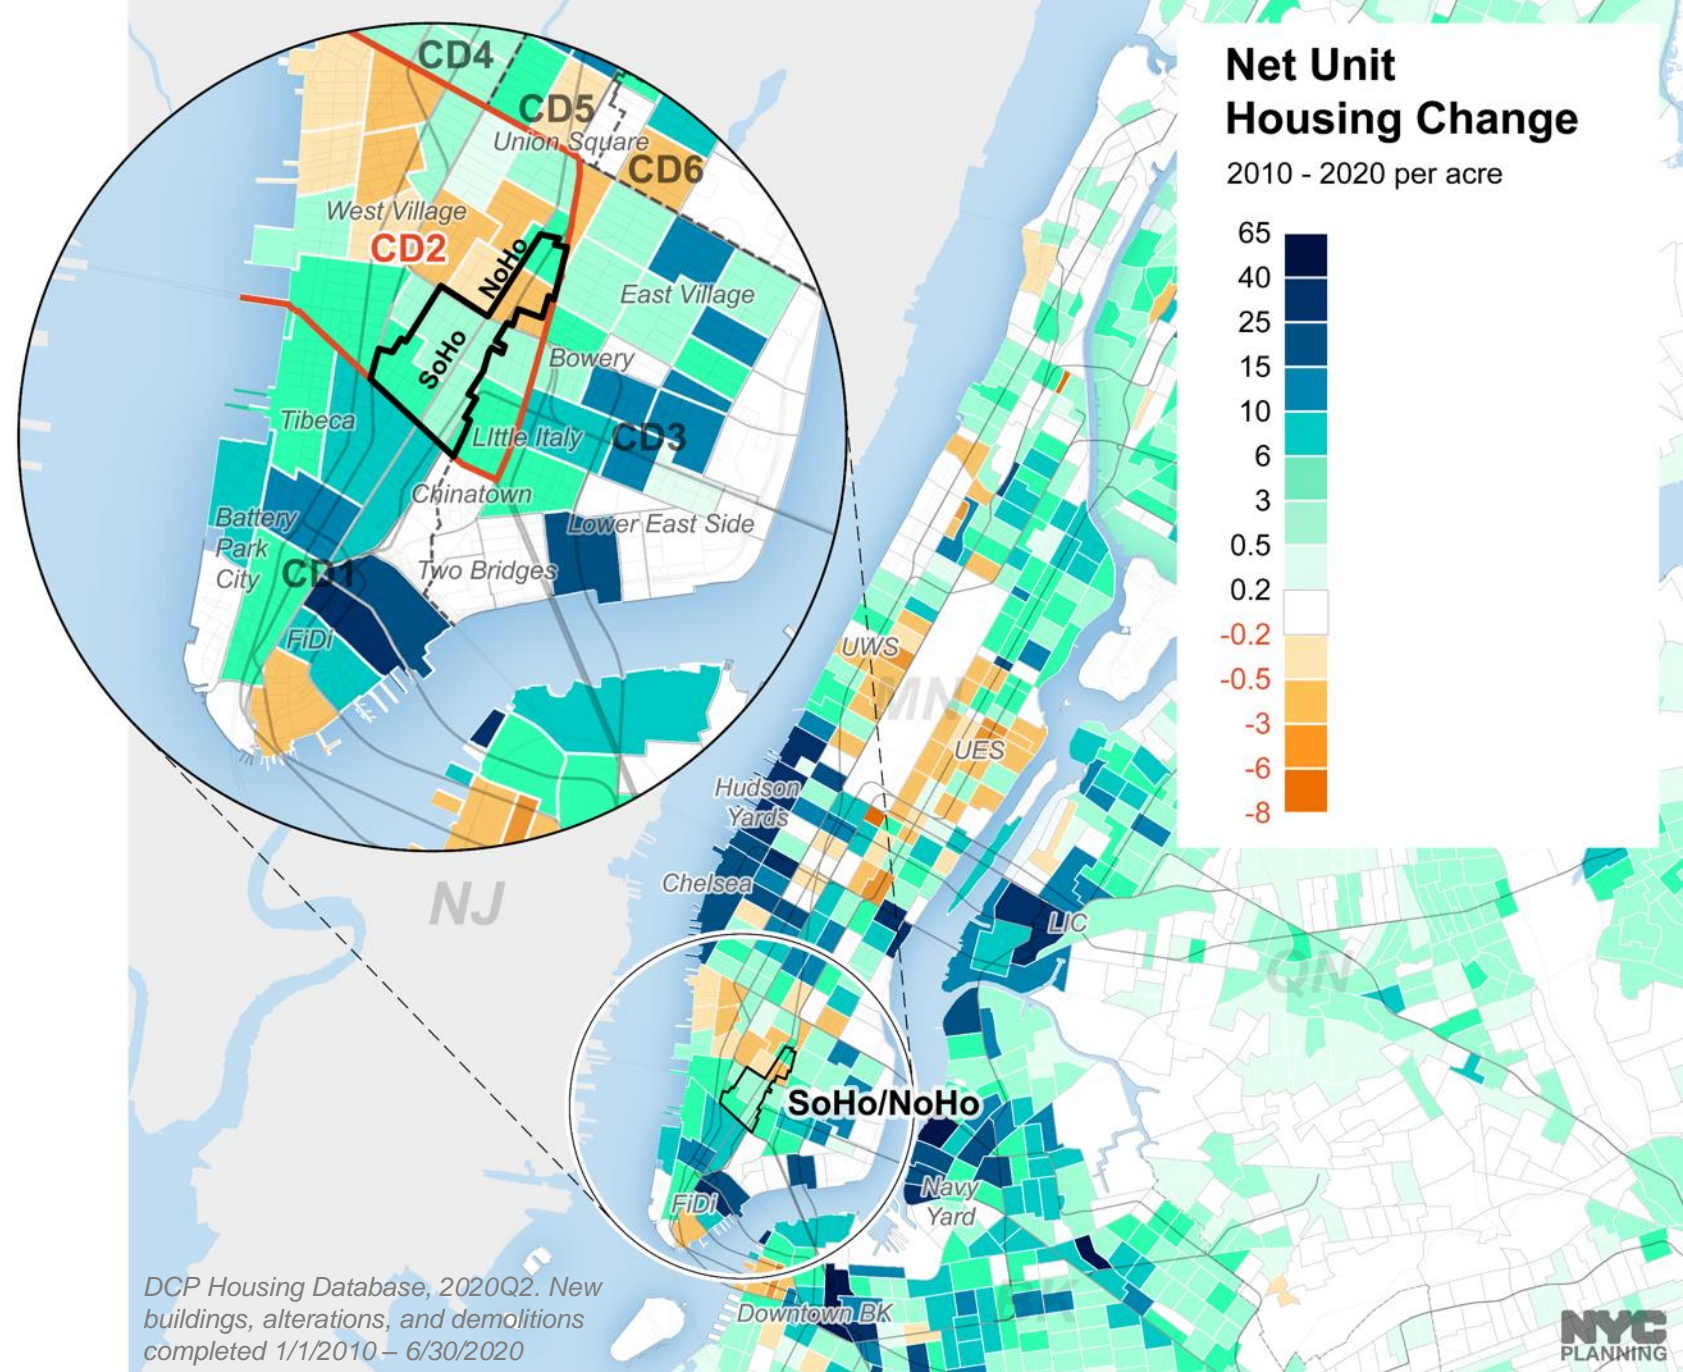 Net Unit
Housing Change
2010 - 2020 per acre
65
40
25
15
10
6
3
0.5
0.2
-0.2
-0.5
-3
-6
-8
CD4
CD5
Union Square
CD6
West Village
CD2
NoHo
East Village
SoHo
Bowery
Tibeca
LIttle Italy
CD3
Chinatown
Battery
Park
City
Lower East Side
CD1
Two Bridges
FiDi
UWS
MN
UES
Hudson
Yards
Chelsea
NJ
LIC
QN
SoHo/NoHo
Navy
Yard
FiDi
Downtown BK
BK
DCP Housing Database, 2020Q2. New
buildings, alterations, and demolitions
completed 1/1/2010 – 6/30/2020
NYC
PLANNING